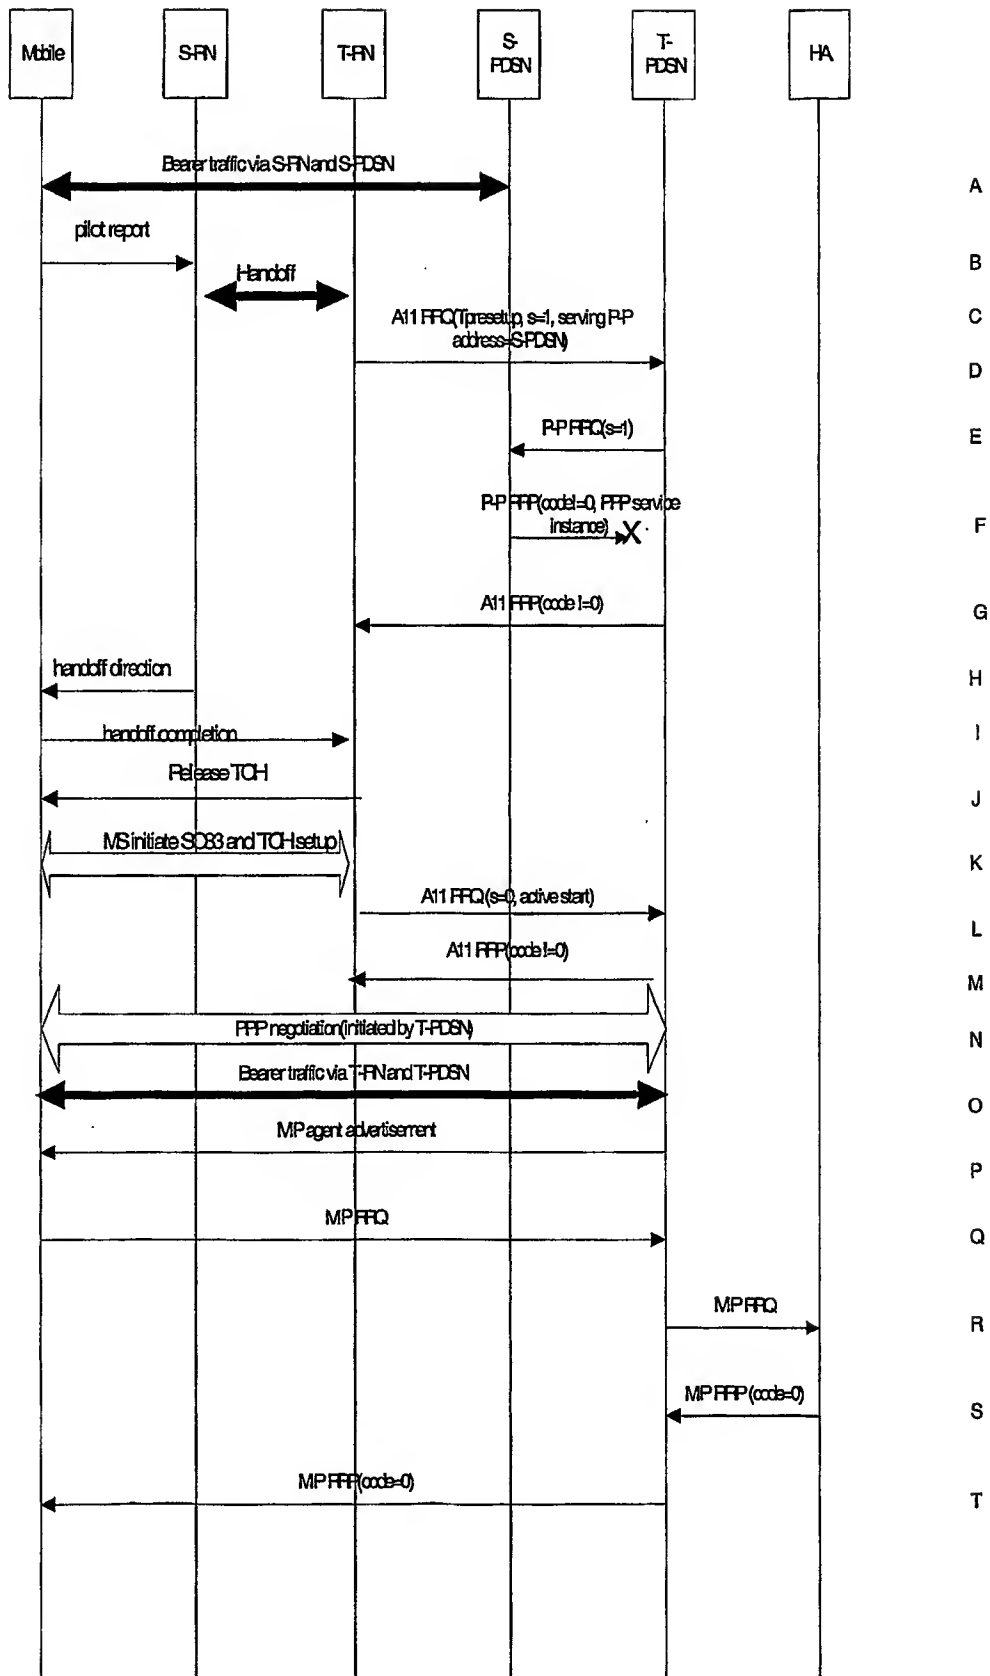 Mobile
S-RN
T-RN
S-
PDSN
T-
PDSN
HA
Bearer traffic via S-RN and S-PDSN
A
pilot report
B
Handoff
A11 RRQ(Tpresetup, s=1, serving P-P
address=S-PDSN)
C
D
P-P RRQ(s=1)
E
P-P RRP(code!=0, PPP service
instance)
X
F
A11 RRP(code !=0)
G
handoff direction
H
handoff completion
I
Release TCH
J
MS initiate SO33 and TCH setup
K
A11 RRQ(s=0, active start)
L
A11 RRP(code !=0)
M
PPP negotiation(initiated by T-PDSN)
N
Bearer traffic via T-RN and T-PDSN
O
MIP agent advertisement
P
MIP RRQ
Q
MIP RRQ
R
MIP RRP (code=0)
S
MIP RRP (code=0)
T